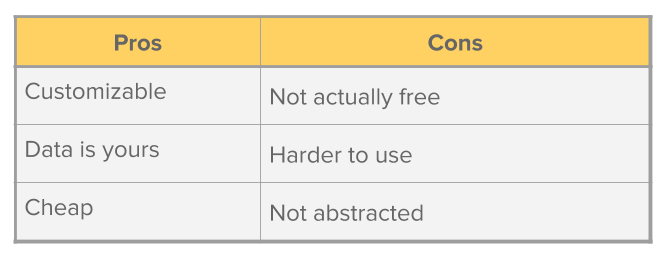 Pros Cons
Customizable Not actually free
Data is yours Harder to use
Cheap Not abstracted